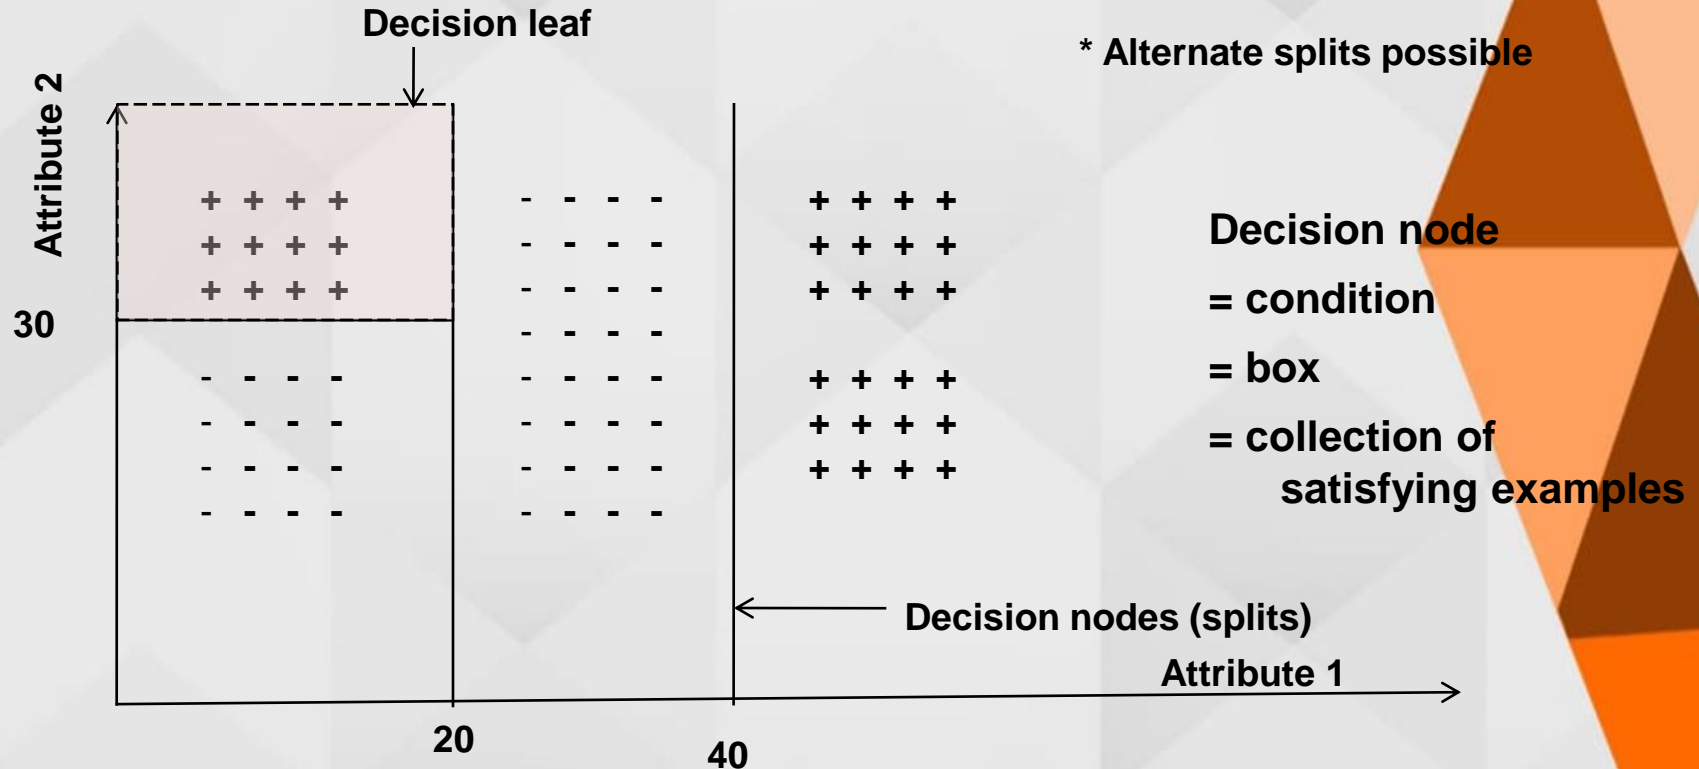 Decision leaf
* Alternate splits possible
Attribute 2
+ + + + - - - - + + + +
+ + + + - - - - + + + +
+ + + + - - - - + + + +
30 - - - -
- - - - - - - - + + + +
- - - - - - - - + + + +
- - - - - - - - + + + +
- - - - - - - -
Decision node
= condition
= box
= collection of
satisfying examples
Decision nodes (splits)
Attribute 1
20
40